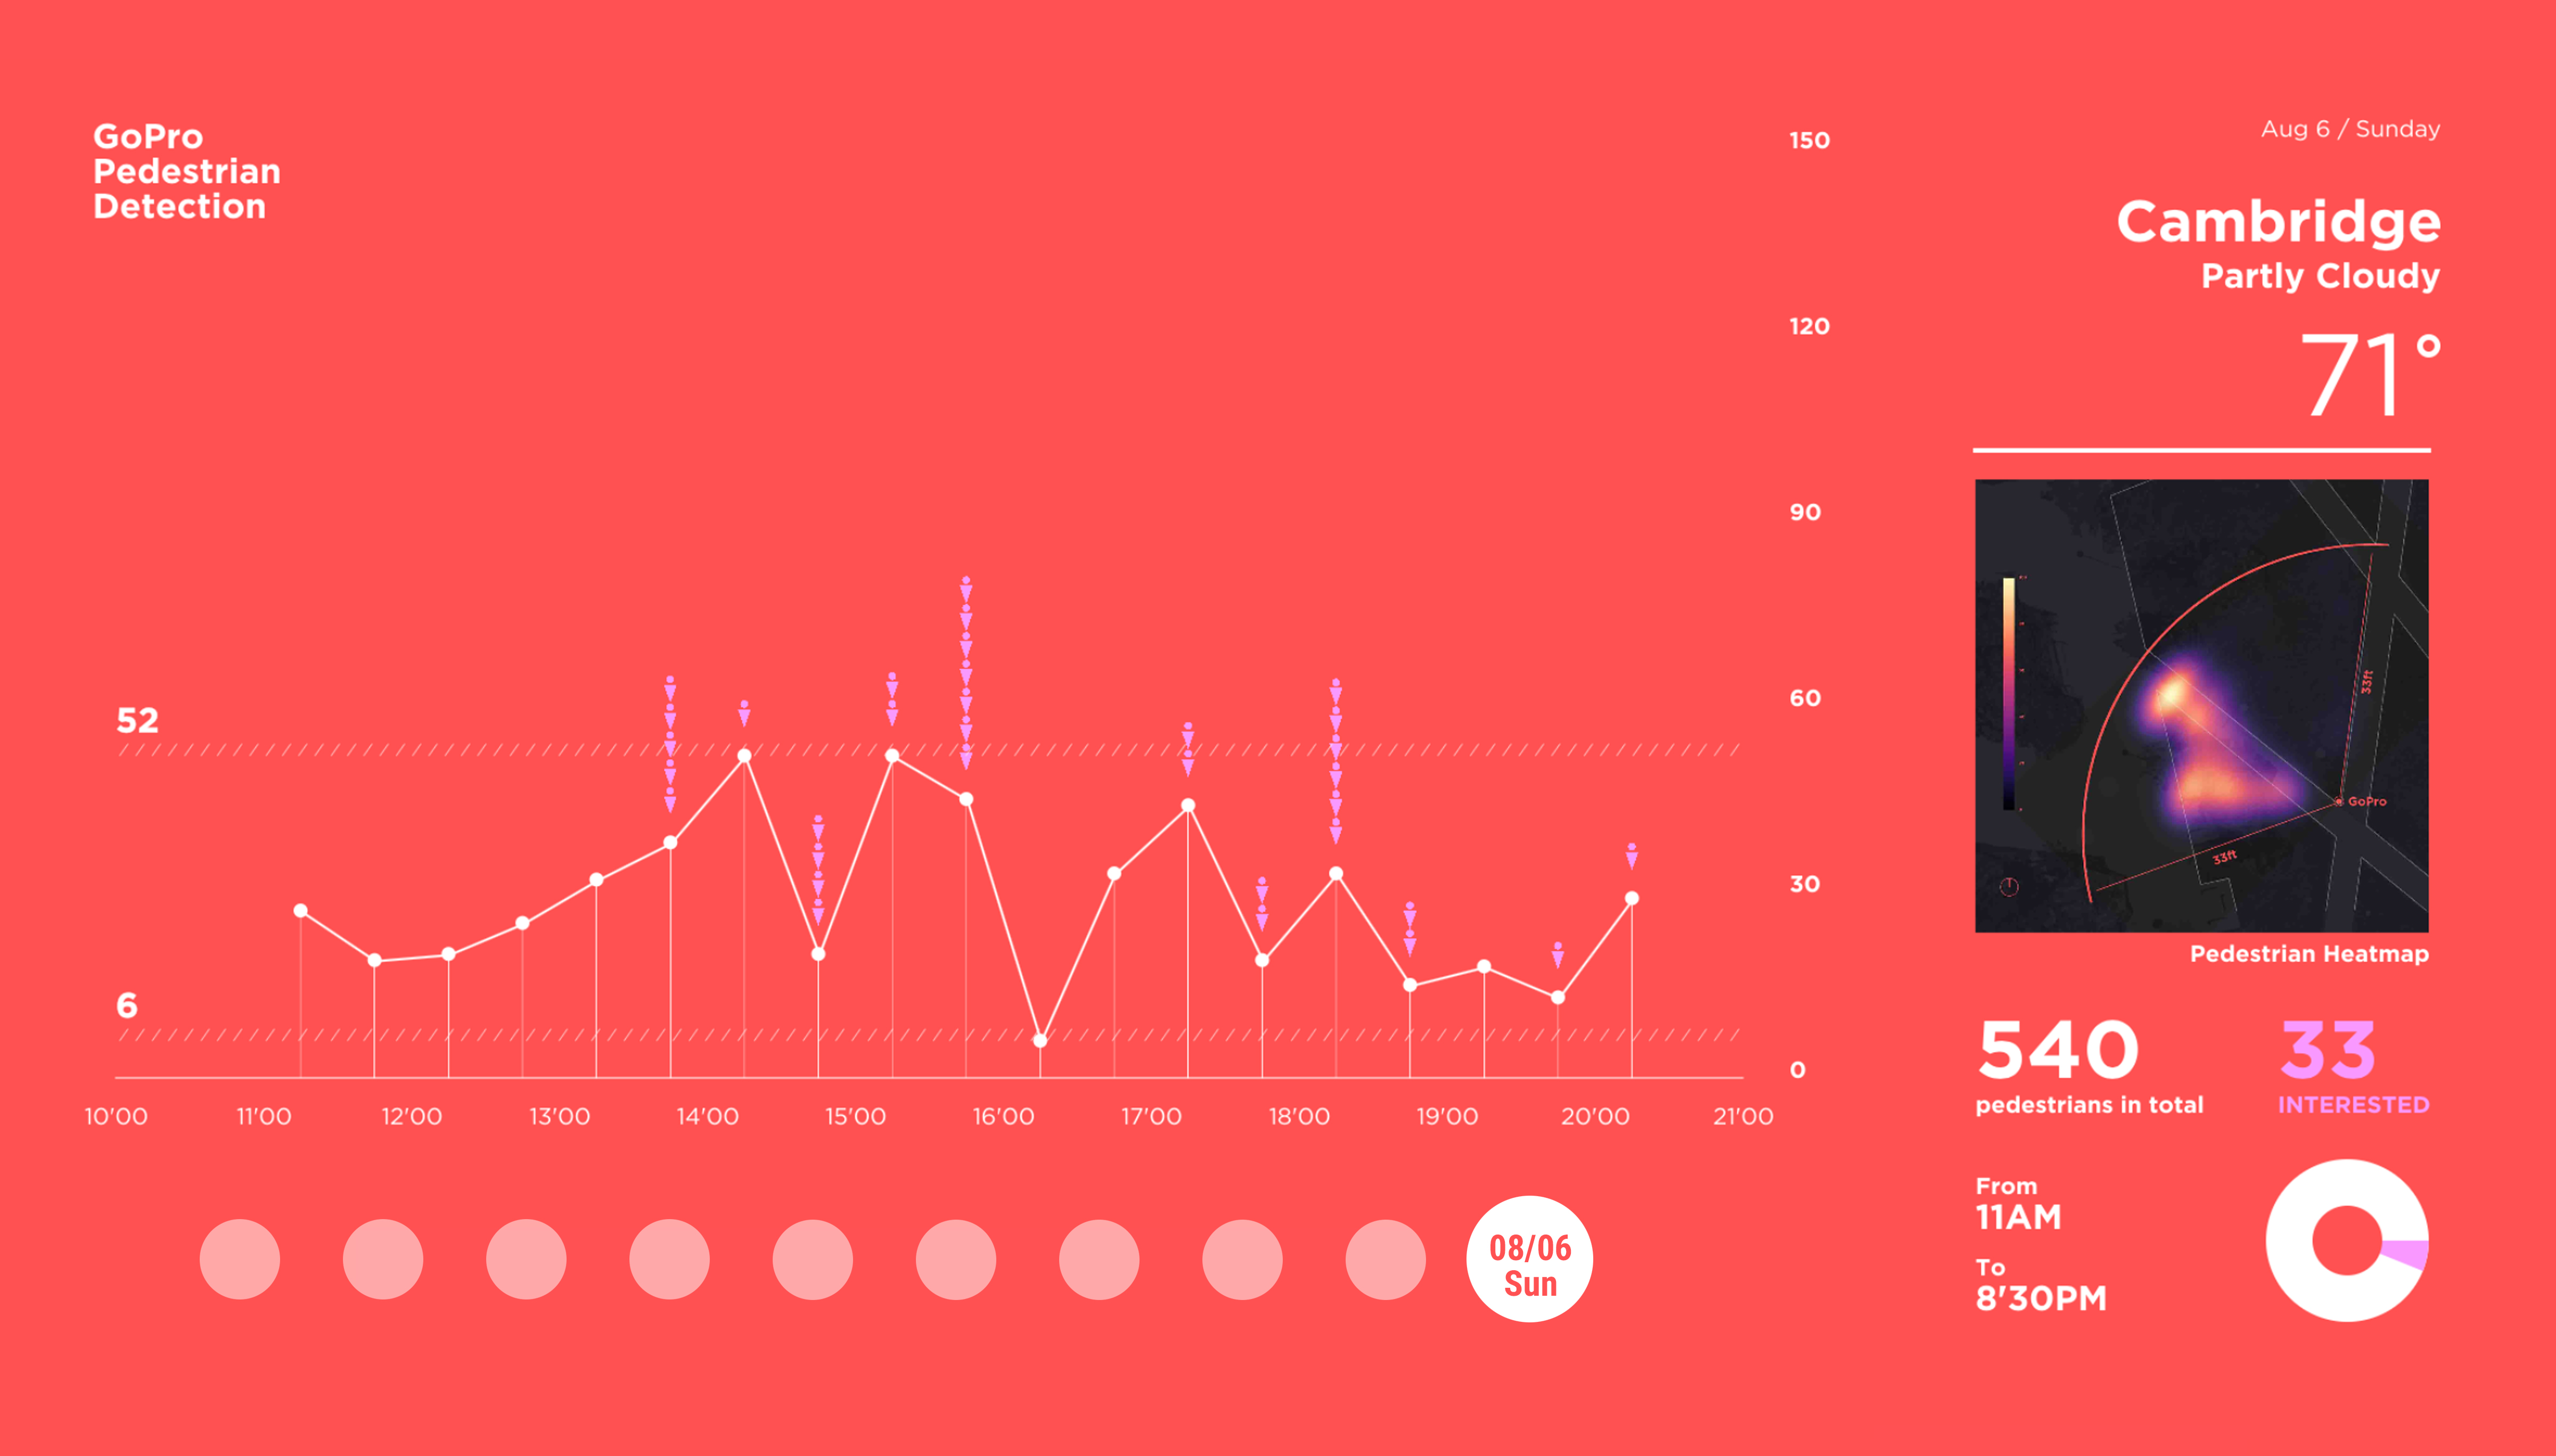 GoPro
Pedestrian
Detection
150
120
90
60
30
0
52
6
10'00 11'00 12'00 13'00 14'00 15'00 16'00 17'00 18'00 19'00 20'00 21'00
08/06
Sun
Aug 6 / Sunday
Cambridge
Partly Cloudy
71°
33ft
GoPro
33ft
Pedestrian Heatmap
540
pedestrians in total
33
INTERESTED
From
11AM
To
8'30PM